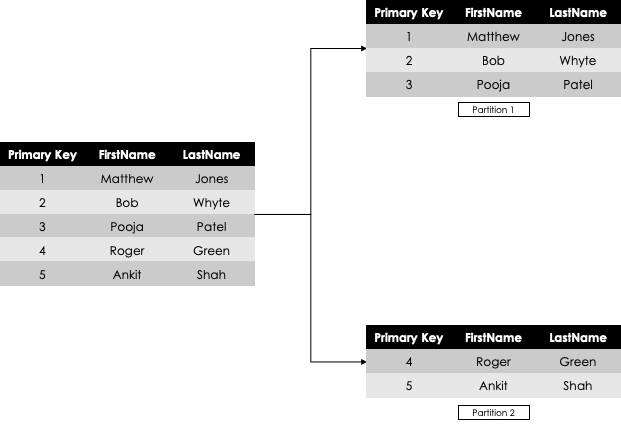 Primary Key FirstName LastName
1 Matthew Jones
2 Bob Whyte
3 Pooja Patel
Partition 1
Primary Key FirstName LastName
1 Matthew Jones
2 Bob Whyte
3 Pooja Patel
4 Roger Green
5 Ankit Shah
Primary Key FirstName LastName
4 Roger Green
5 Ankit Shah
Partition 2